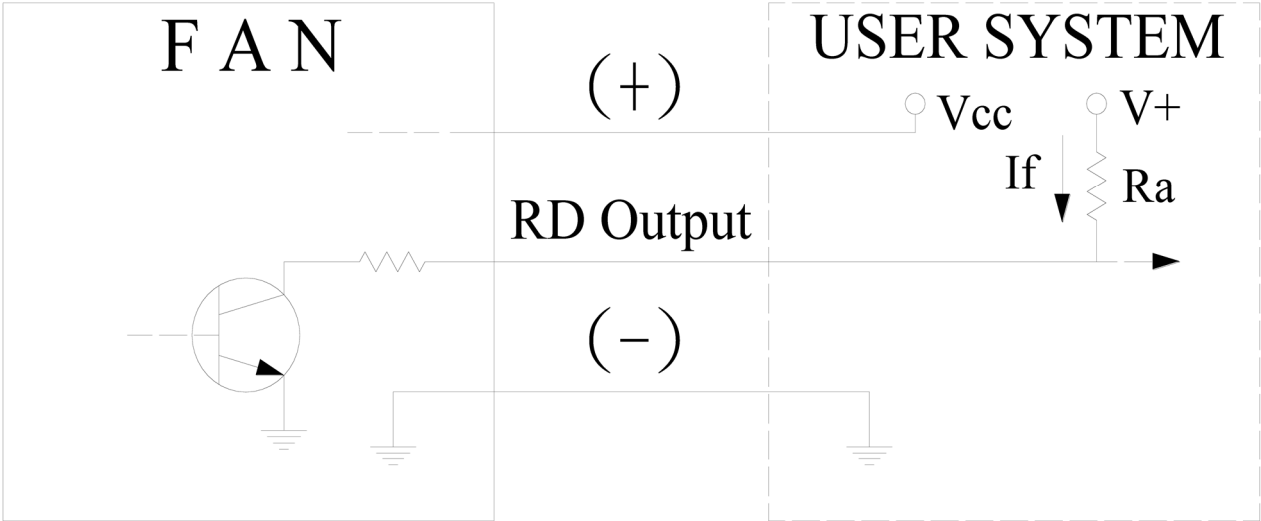 F A N
USER SYSTEM
(+)
Vcc
V+
If
Ra
RD Output
(-)